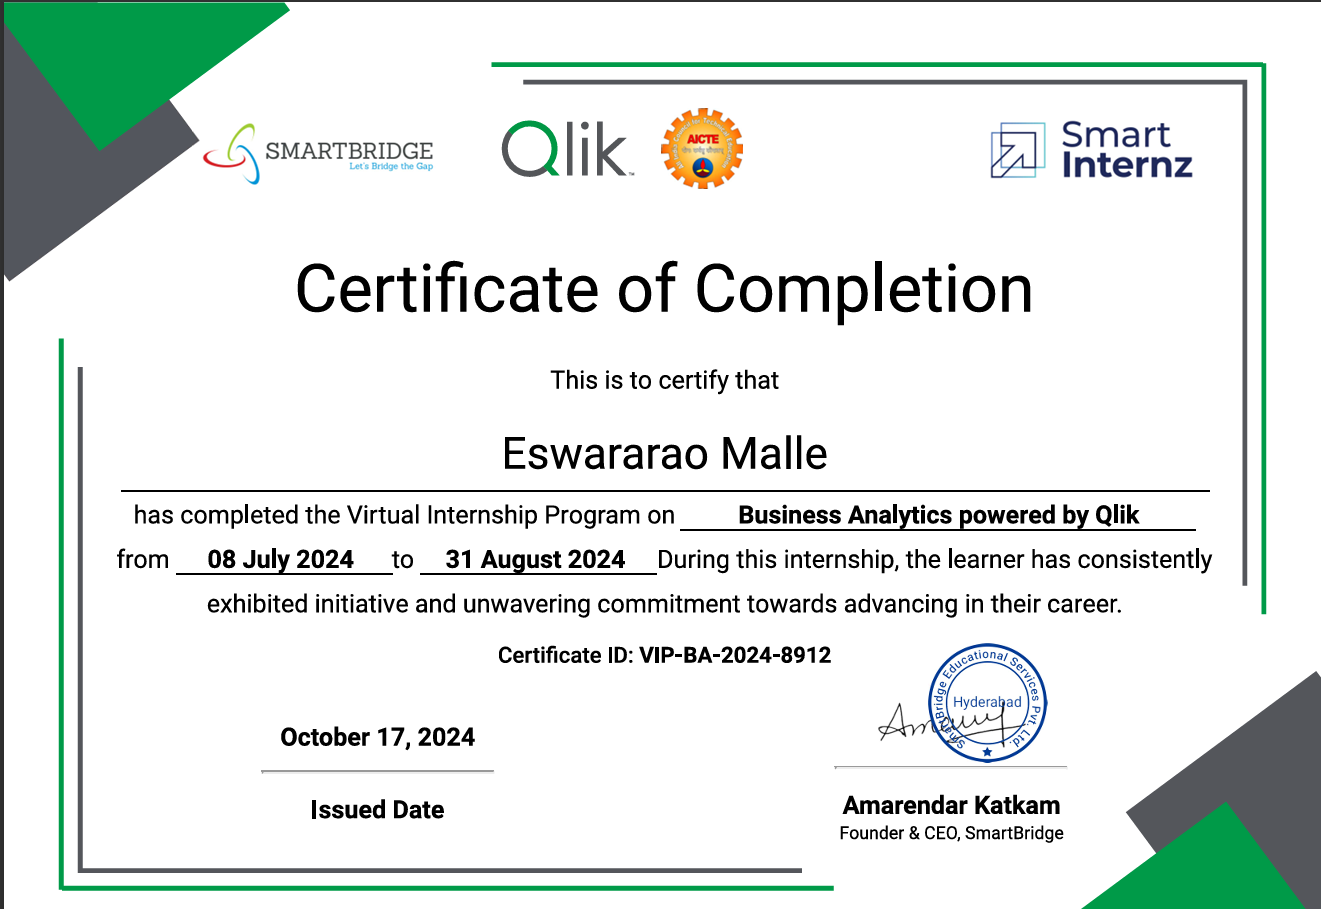 SMARTBRIDGE
Let's Bridge the Gap
Qlik
AICTE
Smart
Internz
Certificate of Completion
This is to certify that
Eswararao Malle
has completed the Virtual Internship Program on Business Analytics powered by Qlik
from 08 July 2024 to 31 August 2024 During this internship, the learner has consistently
exhibited initiative and unwavering commitment towards advancing in their career.
Certificate ID: VIP-BA-2024-8912
SmartBridge Educational Services Pvt. Ltd.
Hyderabad
October 17, 2024
Issued Date
Amarendar Katkam
Founder & CEO, SmartBridge